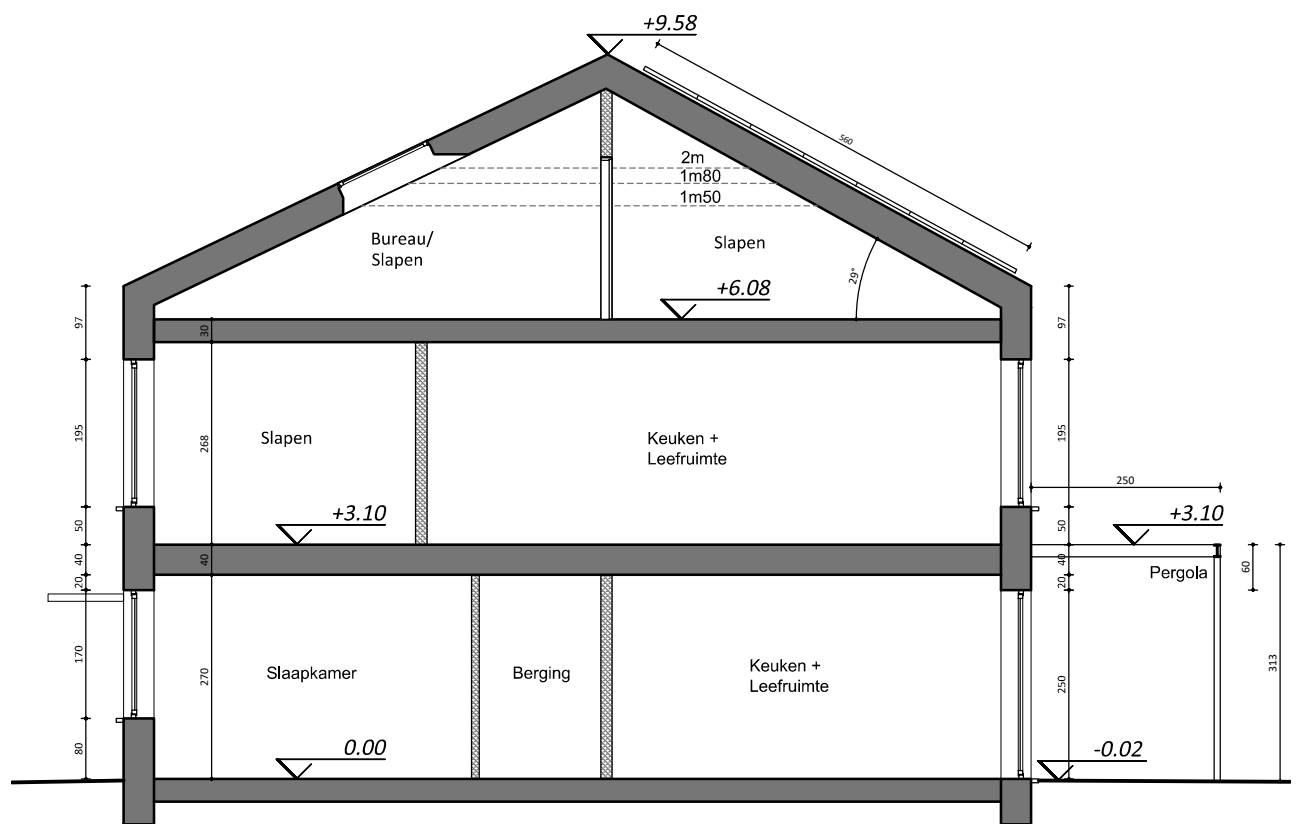 +9.58
560
2m
1m80
1m50
Bureau/
Slapen
Slapen
29°
+6.08
97
30
97
195
268
Slapen
Keuken +
Leefruimte
195
250
50
+3.10
50
+3.10
40
40
40
20
20
Pergola
60
170
270
Slaapkamer
Berging
Keuken +
Leefruimte
250
313
80
0.00
-0.02